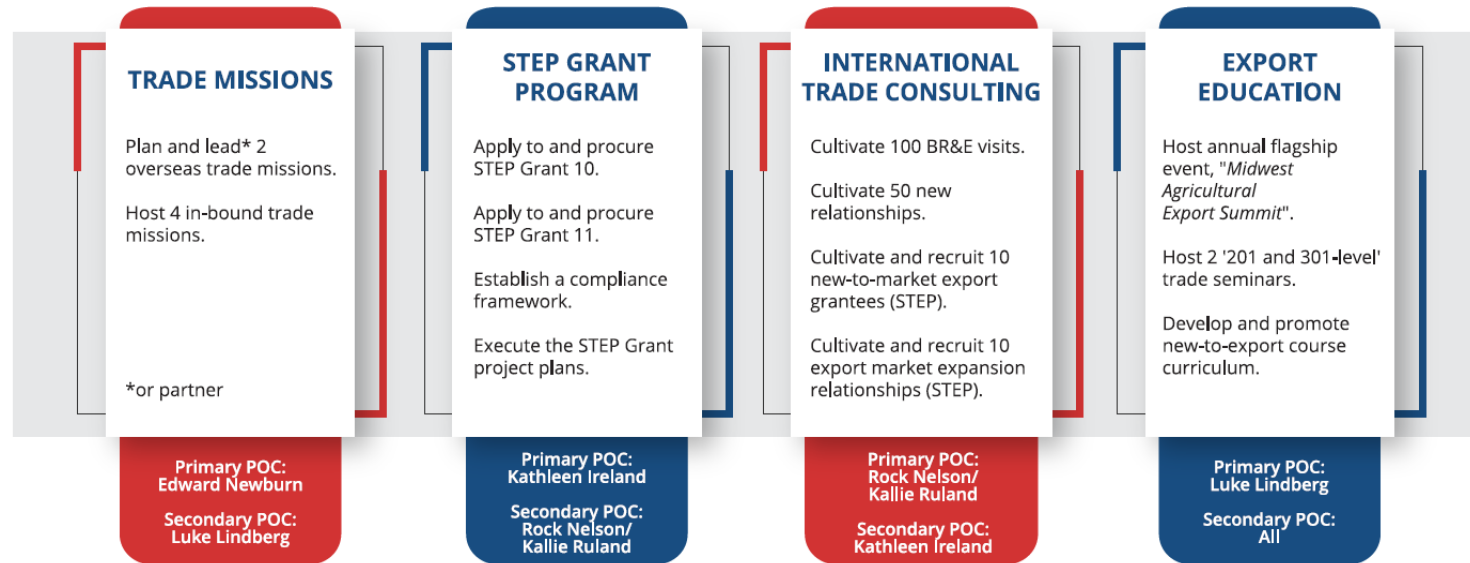 TRADE MISSIONS
Plan and lead* 2
overseas trade missions.
Host 4 in-bound trade
missions.
*or partner
Primary POC:
Edward Newburn
Secondary POC:
Luke Lindberg
STEP GRANT
PROGRAM
Apply to and procure
STEP Grant 10.
Apply to and procure
STEP Grant 11.
Establish a compliance
framework.
Execute the STEP Grant
project plans.
Primary POC:
Kathleen Ireland
Secondary POC:
Rock Nelson/
Kallie Ruland
INTERNATIONAL
TRADE CONSULTING
Cultivate 100 BR&E visits.
Cultivate 50 new
relationships.
Cultivate and recruit 10
new-to-market export
grantees (STEP).
Cultivate and recruit 10
export market expansion
relationships (STEP).
Primary POC:
Rock Nelson/
Kallie Ruland
Secondary POC:
Kathleen Ireland
EXPORT
EDUCATION
Host annual flagship
event, "Midwest
Agricultural
Export Summit".
Host 2 '201 and 301-level'
trade seminars.
Develop and promote
new-to-export course
curriculum.
Primary POC:
Luke Lindberg
Secondary POC:
All